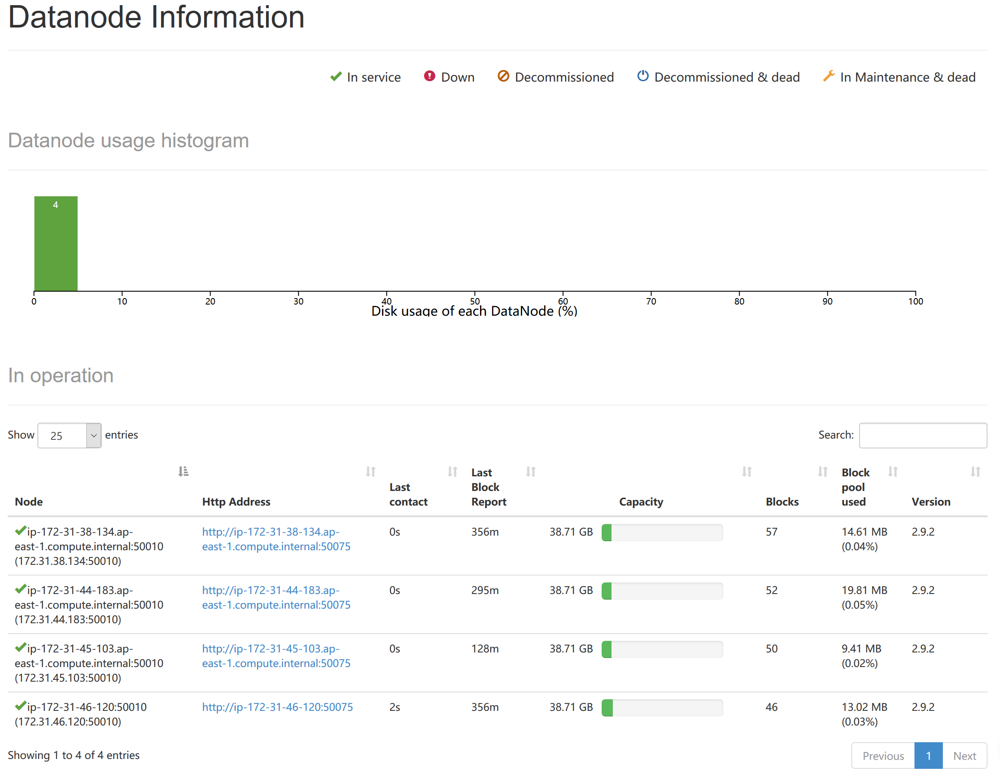 Datanode Information
In service Down Decommissioned Decommissioned & dead In Maintenance & dead
Datanode usage histogram
4
0 10 20 30 40 50 60 70 80 90 100
Disk usage of each DataNode (%)
In operation
Show 25 entries Search:
Node Http Address Last contact Last Block Report Capacity Blocks Block pool used Version
ip-172-31-38-134.ap- http://ip-172-31-38-134.ap- 0s 356m 38.71 GB 57 14.61 MB 2.9.2
east-1.compute.internal:50010 east-1.compute.internal:50075 (0.04%)
(172.31.38.134:50010)
ip-172-31-44-183.ap- http://ip-172-31-44-183.ap- 0s 295m 38.71 GB 52 19.81 MB 2.9.2
east-1.compute.internal:50010 east-1.compute.internal:50075 (0.05%)
(172.31.44.183:50010)
ip-172-31-45-103.ap- http://ip-172-31-45-103.ap- 0s 128m 38.71 GB 50 9.41 MB 2.9.2
east-1.compute.internal:50010 east-1.compute.internal:50075 (0.02%)
(172.31.45.103:50010)
ip-172-31-46-120:50010 http://ip-172-31-46-120:50075 2s 356m 38.71 GB 46 13.02 MB 2.9.2
(172.31.46.120:50010) (0.03%)
Showing 1 to 4 of 4 entries Previous 1 Next